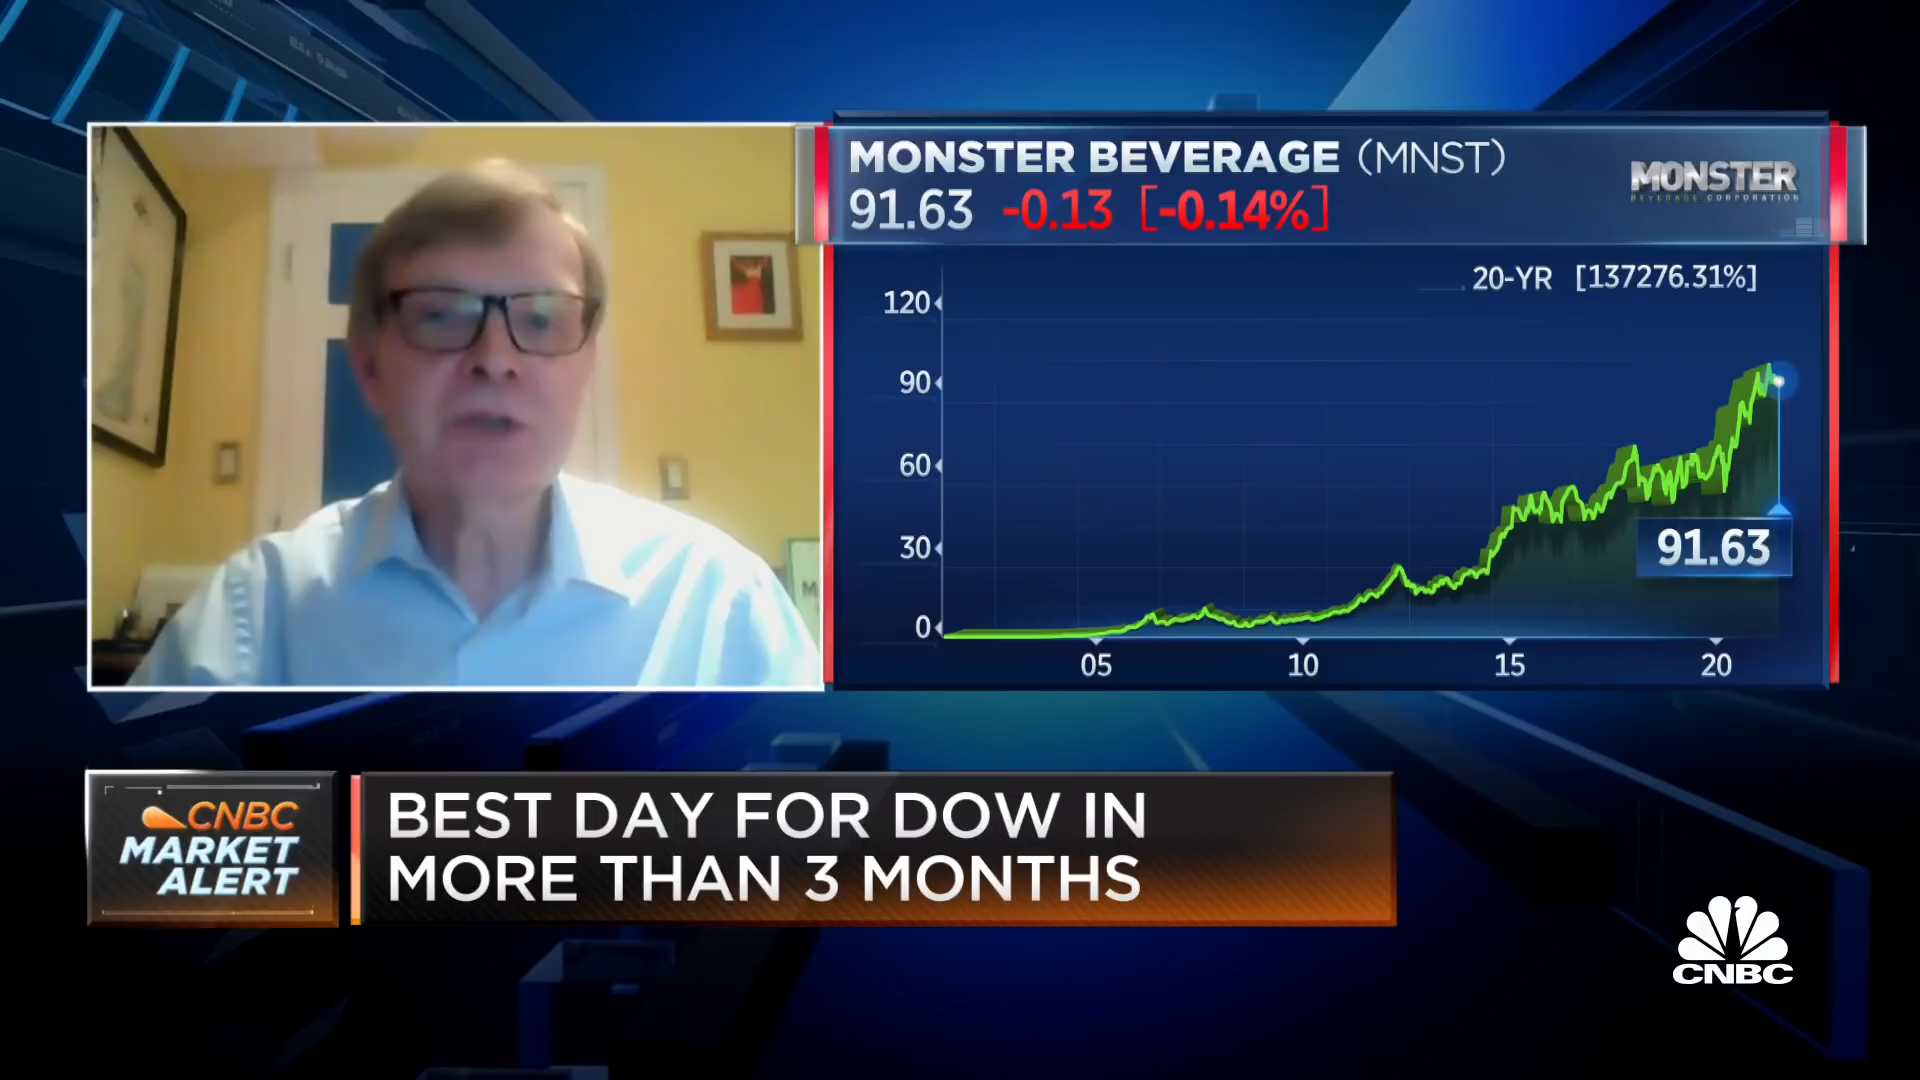 MONSTER BEVERAGE (MNST)
91.63 -0.13 [-0.14%]
MONSTER
BEVERAGE CORPORATION
20-YR [137276.31%]
120
90
60
30
0
91.63
05 10 15 20
CNBC
MARKET
ALERT
BEST DAY FOR DOW IN
MORE THAN 3 MONTHS
CNBC